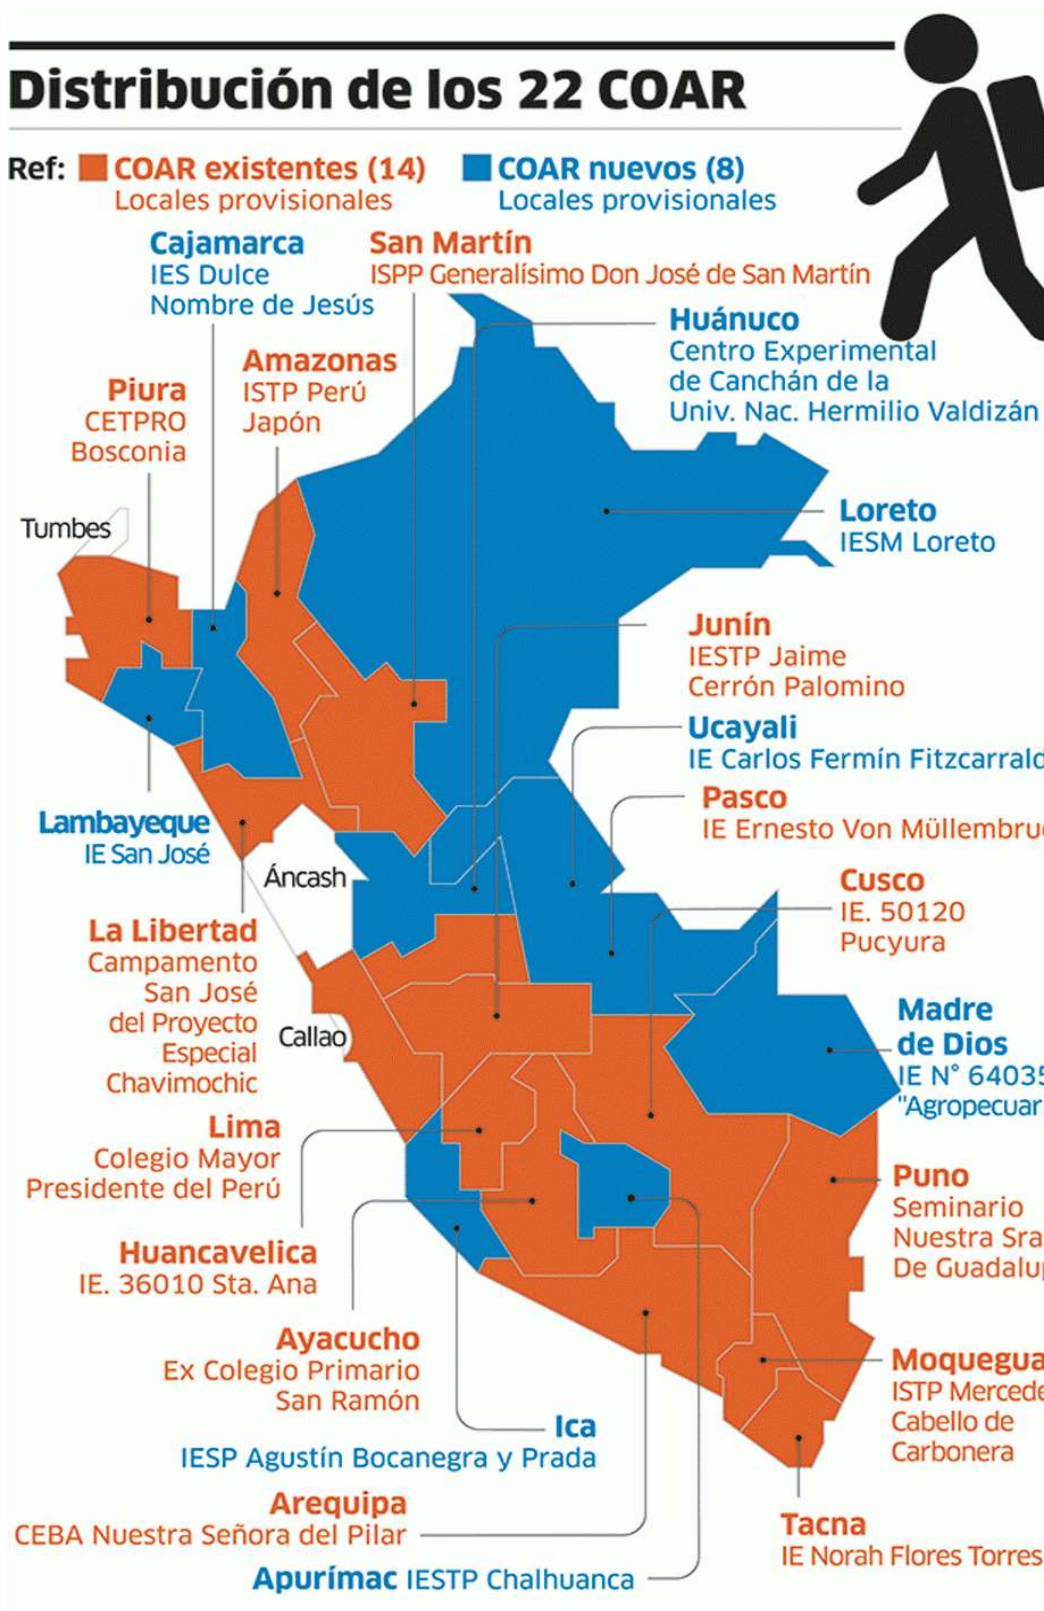 Distribución de los 22 COAR
Ref: COAR existentes (14)
Locales provisionales
COAR nuevos (8)
Locales provisionales
Cajamarca
IES Dulce
Nombre de Jesús
San Martín
ISPP Generalísimo Don José de San Martín
Huánuco
Centro Experimental
de Canchán de la
Univ. Nac. Hermilio Valdizán
Amazonas
ISTP Perú
Japón
Piura
CETPRO
Bosconia
Tumbes
Loreto
IESM Loreto
Junín
IESTP Jaime
Cerrón Palomino
Ucayali
IE Carlos Fermín Fitzcarrald
Pasco
IE Ernesto Von Müllembru
Lambayeque
IE San José
Áncash
Cusco
IE. 50120
Pucyura
La Libertad
Campamento
San José
del Proyecto
Especial
Chavimochic
Callao
Madre
de Dios
IE N° 64035
"Agropecuar
Lima
Colegio Mayor
Presidente del Perú
Puno
Seminario
Nuestra Sra
De Guadalu
Huancavelica
IE. 36010 Sta. Ana
Ayacucho
Ex Colegio Primario
San Ramón
Moquegua
ISTP Mercede
Cabello de
Carbonera
Ica
IESP Agustín Bocanegra y Prada
Arequipa
CEBA Nuestra Señora del Pilar
Tacna
IE Norah Flores Torres
Apurímac IESTP Chalhuanca